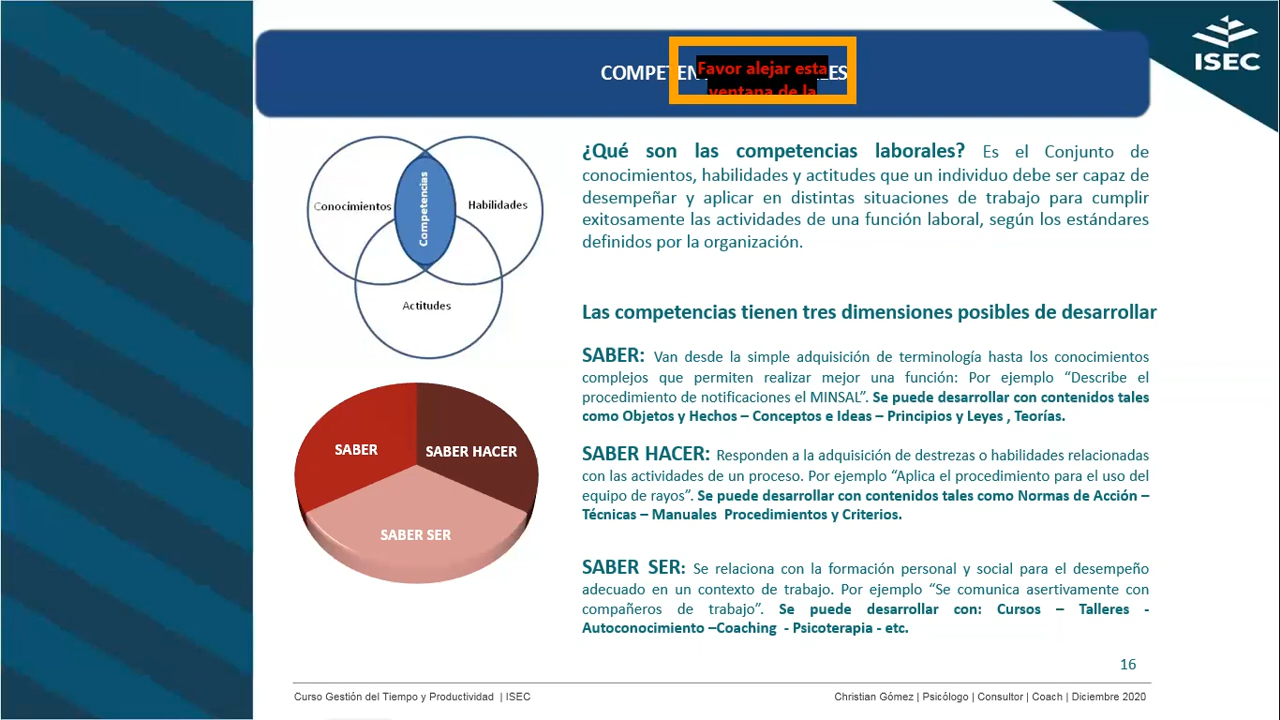 ISEC
COMPETEN
ES
Favor alejar esta
ventana de la
¿Qué son las competencias laborales? Es el Conjunto de
conocimientos, habilidades y actitudes que un individuo debe ser capaz de
desempeñar y aplicar en distintas situaciones de trabajo para cumplir
exitosamente las actividades de una función laboral, según los estándares
definidos por la organización.
Conocimientos
Competencias
Habilidades
Actitudes
Las competencias tienen tres dimensiones posibles de desarrollar
SABER: Van desde la simple adquisición de terminología hasta los conocimientos
complejos que permiten realizar mejor una función: Por ejemplo “Describe el
procedimiento de notificaciones el MINSAL”. Se puede desarrollar con contenidos tales
como Objetos y Hechos – Conceptos e Ideas – Principios y Leyes , Teorías.
SABER
SABER HACER
SABER SER
SABER HACER: Responden a la adquisición de destrezas o habilidades relacionadas
con las actividades de un proceso. Por ejemplo “Aplica el procedimiento para el uso del
equipo de rayos”. Se puede desarrollar con contenidos tales como Normas de Acción –
Técnicas – Manuales Procedimientos y Criterios.
SABER SER: Se relaciona con la formación personal y social para el desempeño
adecuado en un contexto de trabajo. Por ejemplo “Se comunica asertivamente con
compañeros de trabajo”. Se puede desarrollar con: Cursos – Talleres -
Autoconocimiento –Coaching - Psicoterapia - etc.
16
Curso Gestión del Tiempo y Productividad | ISEC
Christian Gómez | Psicólogo | Consultor | Coach | Diciembre 2020